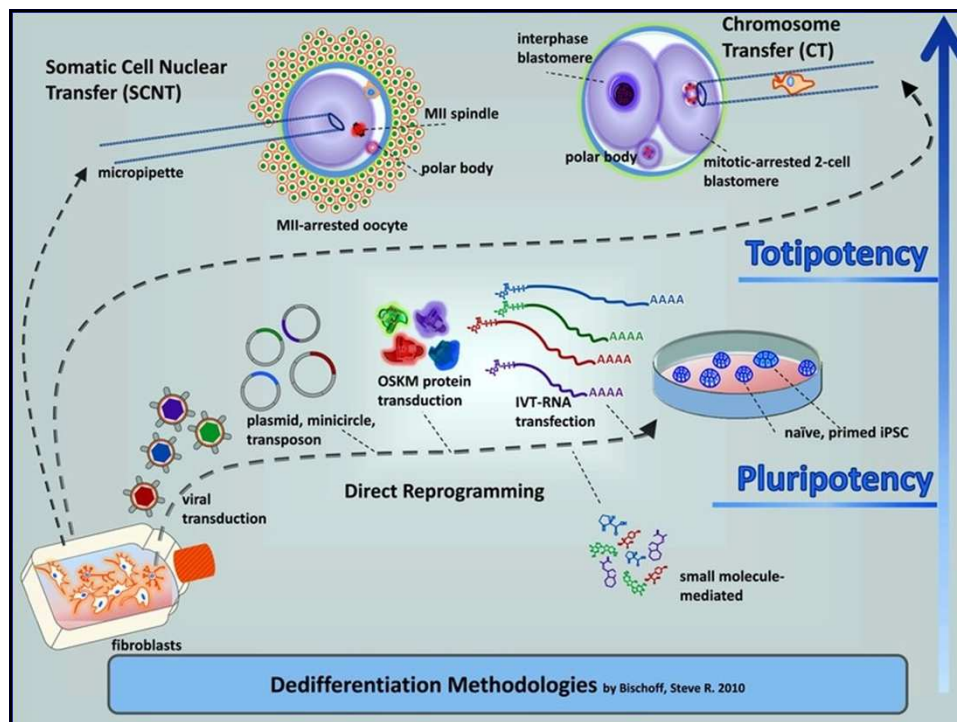 Somatic Cell Nuclear
Transfer (SCNT)
micropipette
MII spindle
polar body
MII-arrested oocyte
interphase
blastomere
Chromosome
Transfer (CT)
polar body
mitotic-arrested 2-cell
blastomere
Totipotency
plasmid, minicircle,
transposon
OSKM protein
transduction
AAAA
AAAA
AAAA
AAAA
IVT-RNA
transfection
naïve, primed iPSC
Pluripotency
viral
transduction
Direct Reprogramming
small molecule-
mediated
fibroblasts
Dedifferentiation Methodologies by Bischoff, Steve R. 2010